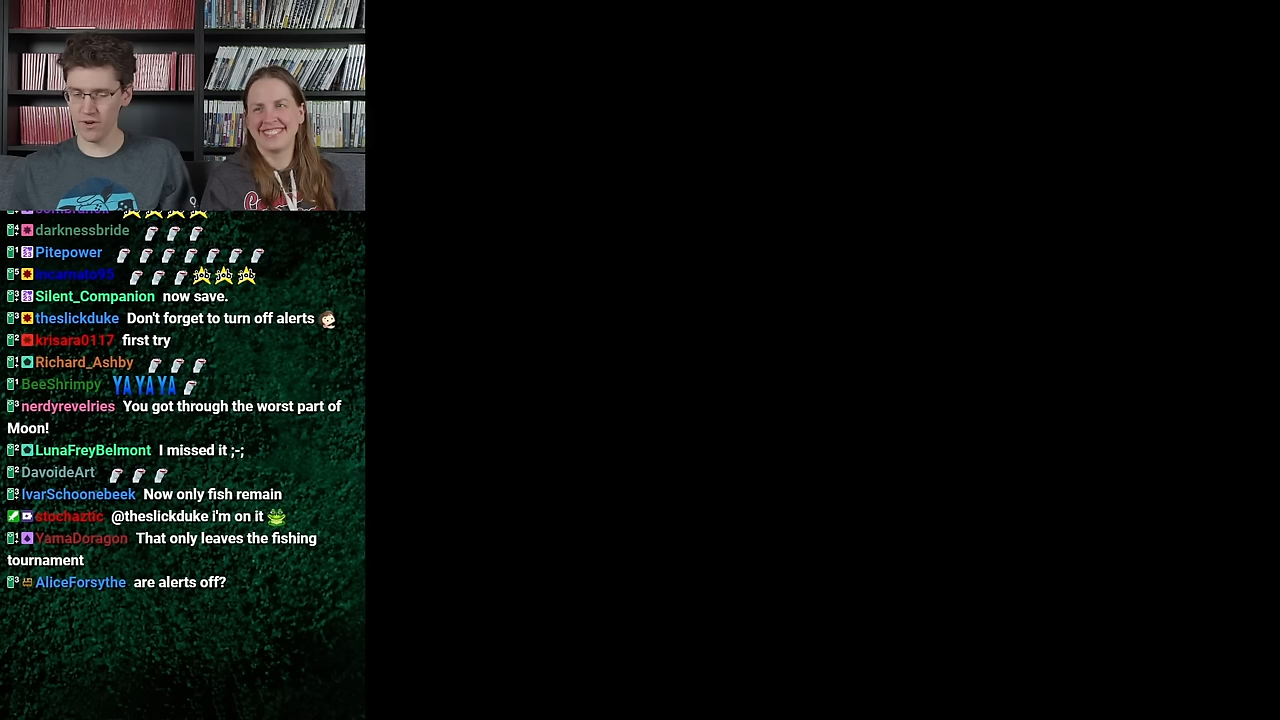 darknessbride
Pitepower
incarnato95
Silent_Companion now save.
theslickduke Don't forget to turn off alerts
krisara0117 first try
Richard_Ashby
BeeShrimpy YA YA YA
nerdyrevelries You got through the worst part of
Moon!
LunaFreyBelmont I missed it ;-;
DavoideArt
IvarSchoonebeek Now only fish remain
stochaztic @theslickduke i'm on it
YamaDoragon That only leaves the fishing
tournament
AliceForsythe are alerts off?